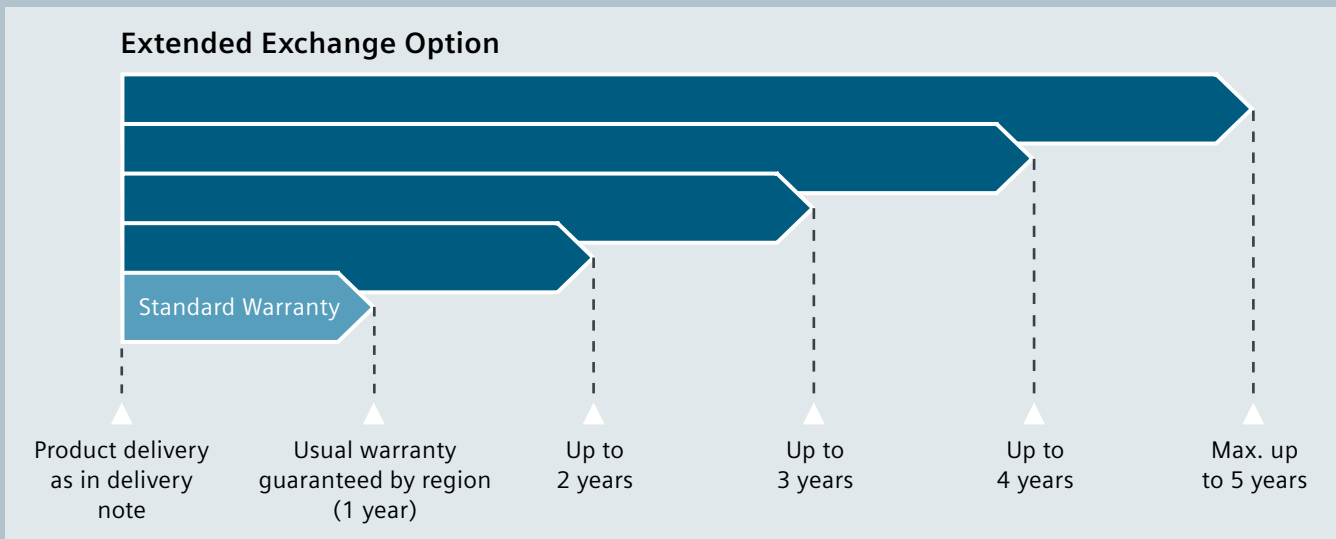 Extended Exchange Option
Standard Warranty
Product delivery
as in delivery
note
Usual warranty
guaranteed by region
(1 year)
Up to
2 years
Up to
3 years
Up to
4 years
Max. up
to 5 years